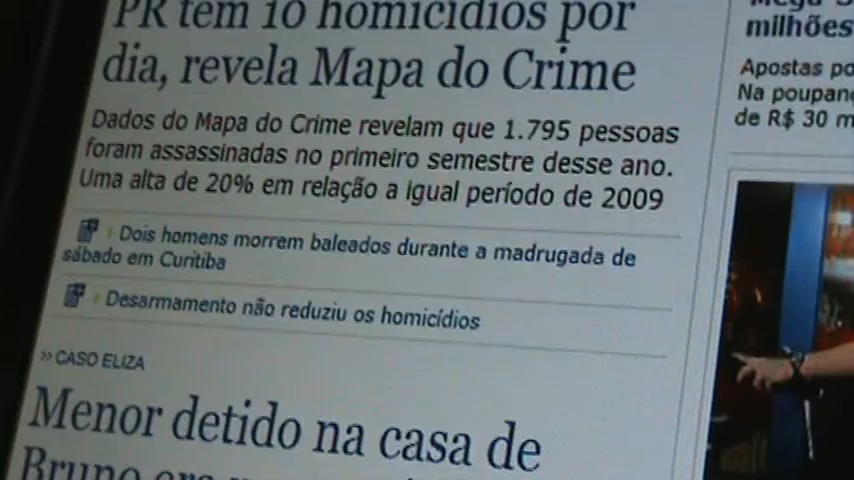 PR tem 10 homicídios por
dia, revela Mapa do Crime
Dados do Mapa do Crime revelam que 1.795 pessoas
foram assassinadas no primeiro semestre desse ano.
Uma alta de 20% em relação a igual período de 2009
Dois homens morrem baleados durante a madrugada de
sábado em Curitiba
Desarmamento não reduziu os homicídios
>> CASO ELIZA
Menor detido na casa de
Bruno
milhões
Apostas
Na
de R$ 30